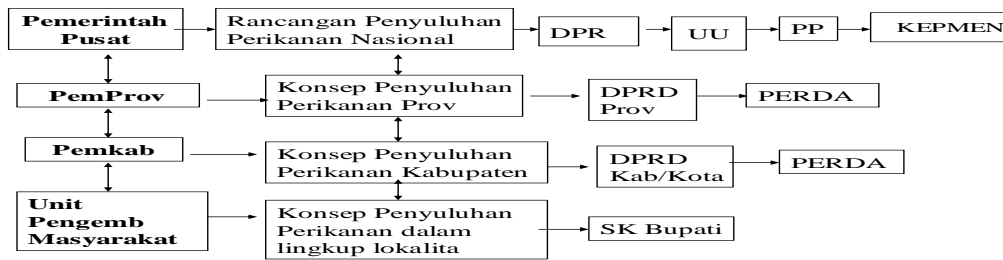 Pemerintah
Pusat
Rancangan Penyuluhan
Perikanan Nasional
DPR
UU
PP
KEPMEN
PemProv
Konsep Penyuluhan
Perikanan Prov
DPRD
Prov
PERDA
Pemkab
Konsep Penyuluhan
Perikanan Kabupaten
DPRD
Kab/Kota
PERDA
Unit
Pengemb
Masyarakat
Konsep Penyuluhan
Perikanan dalam
lingkup lokalita
SK Bupati